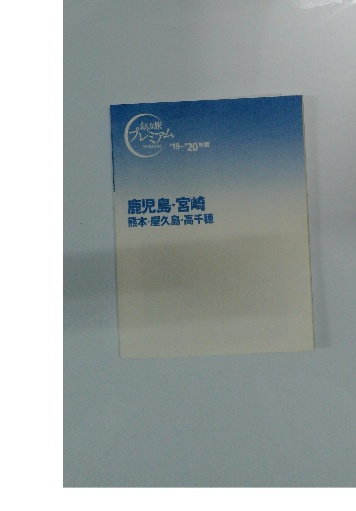 おとな旅
プレミアム
'19-'20年版
鹿児島・宮崎
熊本・屋久島・高千穂